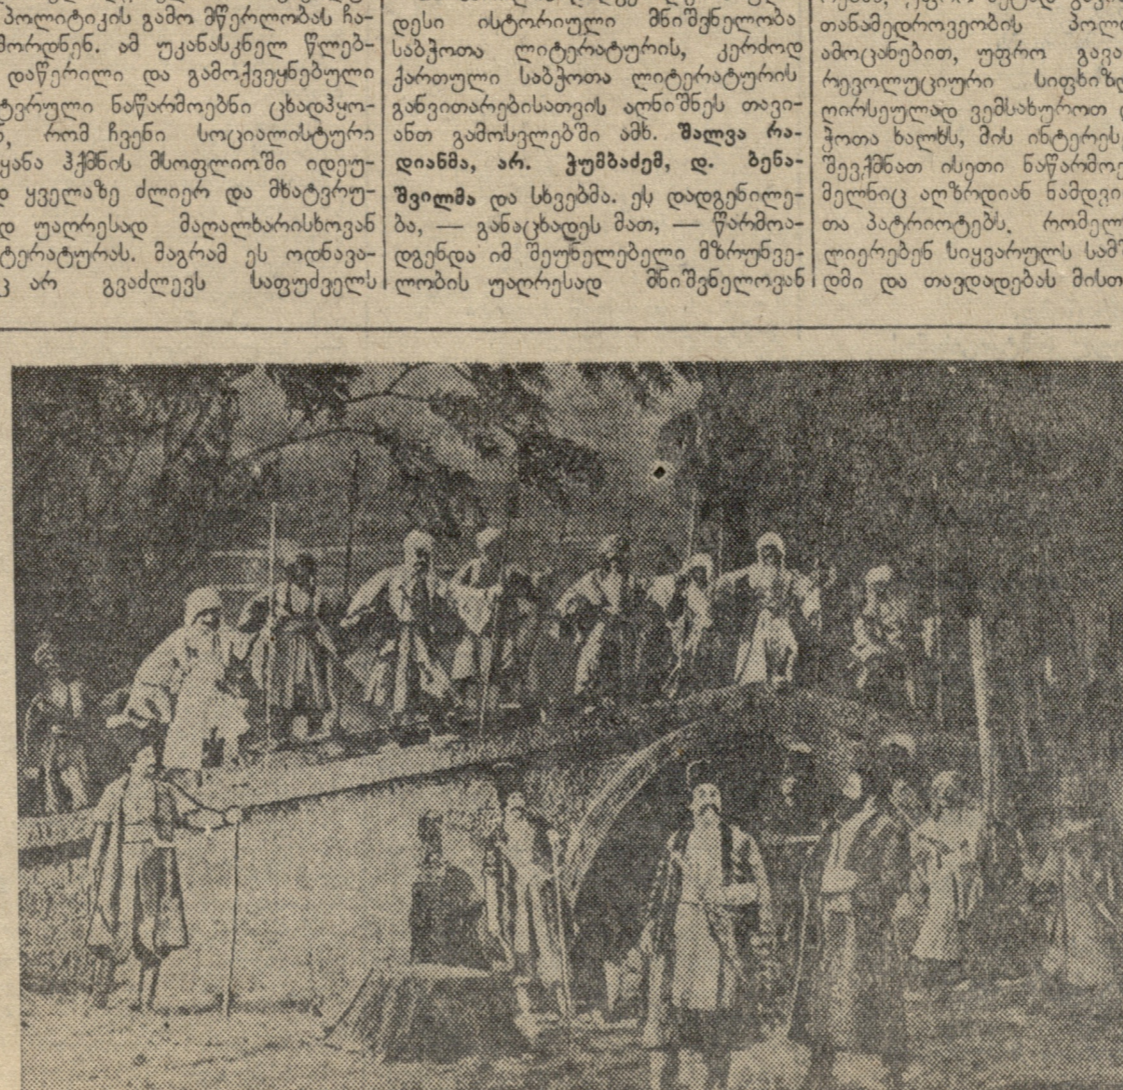 პოლიტიკის გამო მწერლობას ჩა-
მორდნენ. ამ უკანასკნელ წლებ-
დაწერილი და გამოქვეყნებული
ტვრული ნაწარმოებნი ცხადჰყო-
რომ ჩვენი სოციალისტური
ყანა ჰქმნის მსოფლიოში იდეუ-
დ ყველაზე ძლიერ და მხატვრუ-
დ უაღრესად მაღალხარისხოვან
ტერატურას. მაგრამ ეს ოდნავა-
ც არ გვაძლევს საფუძველს
დესი ისტორიული მნიშვნელობა
საბჭოთა ლიტერატურის, კერძოდ
ქართული საბჭოთა ლიტერატურის
განვითარებისათვის აღნიშნეს თავი-
ანთ გამოსვლებში ამხ. შალვა რა-
დიანმა, არ. ჭუმბაძემ, დ. ბენა-
შვილმა და სხვებმა. ეს დადგენილე-
ბა, — განაცხადეს მათ, — წარმოა-
დგენდა იმ შეუნელებელი მზრუნვე-
ლობის უაღრესად მნიშვნელოვან
თანამედროვეობის პოლ
ამოცანებით, უფრო გავა
რევოლუციური სიფხიზ
ღირსეულად ვემსახუროთ
ჭოთა ხალხს, მის ინტერეს
შევქმნათ ისეთი ნაწარმოე
მელნიც აღზრდიან ნამდვი
თა პატრიოტებს, რომელ
ლიერებენ სიყვარულს სამ
დმი და თავდადებას მისთ